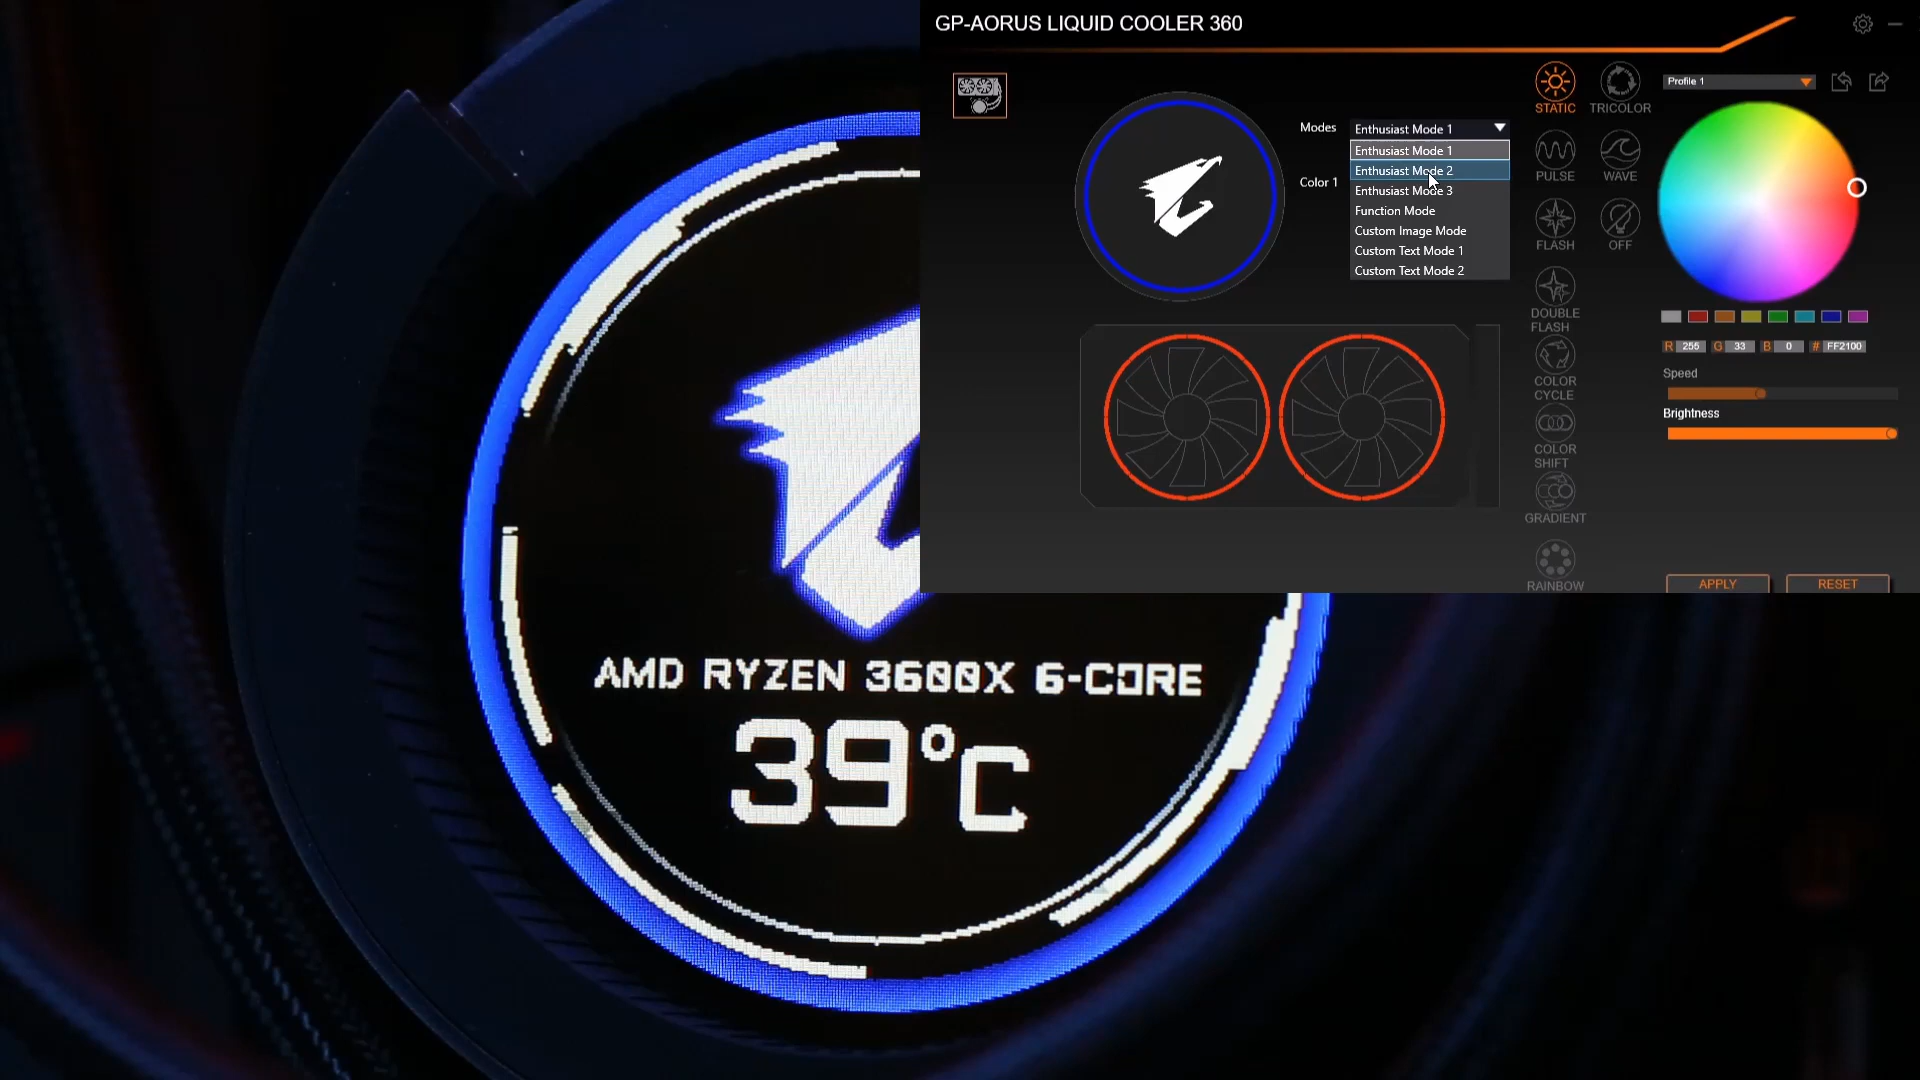 GP-AORUS LIQUID COOLER 360
Modes
Enthusiast Mode 1
Enthusiast Mode 1
Enthusiast Mode 2
Enthusiast Mode 3
Function Mode
Custom Image Mode
Custom Text Mode 1
Custom Text Mode 2
Color 1
STATIC
TRICOLOR
PULSE
WAVE
FLASH
OFF
DOUBLE
FLASH
COLOR
CYCLE
COLOR
SHIFT
GRADIENT
RAINBOW
Profile 1
R 255 G 33 B 0 # FF2100
Speed
Brightness
APPLY
RESET
AMD RYZEN 3600X 6-CORE
39°C